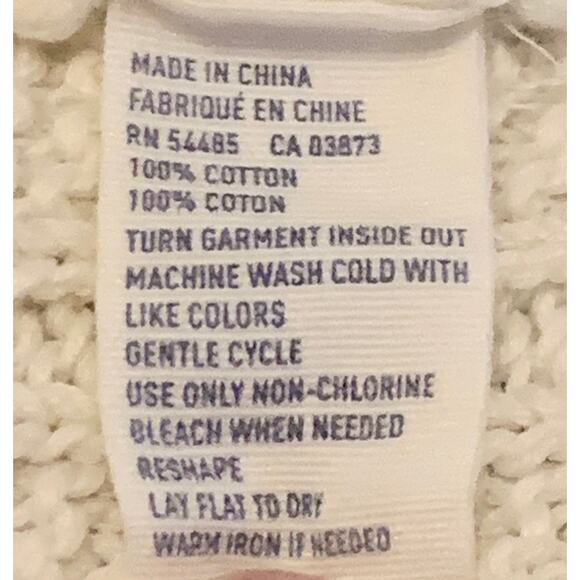 MADE IN CHINA
FABRIQUÉ EN CHINE
RN 54485 CA 03873
100% COTTON
100% COTON
TURN GARMENT INSIDE OUT
MACHINE WASH COLD WITH
LIKE COLORS
GENTLE CYCLE
USE ONLY NON-CHLORINE
BLEACH WHEN NEEDED
RESHAPE
LAY FLAT TO DRY
WARM IRON IF NEEDED